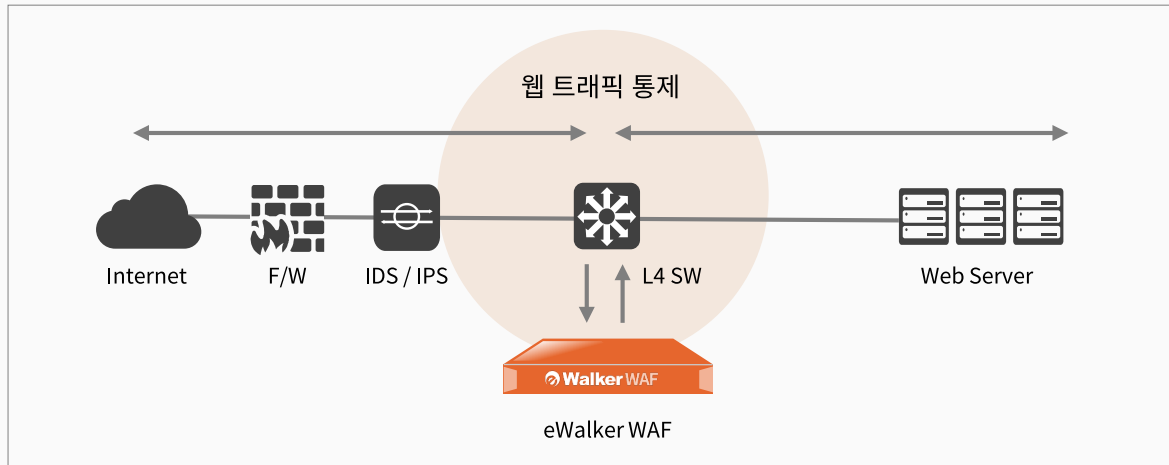 웹 트래픽 통제
Internet
F/W
IDS / IPS
L4 SW
Web Server
Walker WAF
eWalker WAF